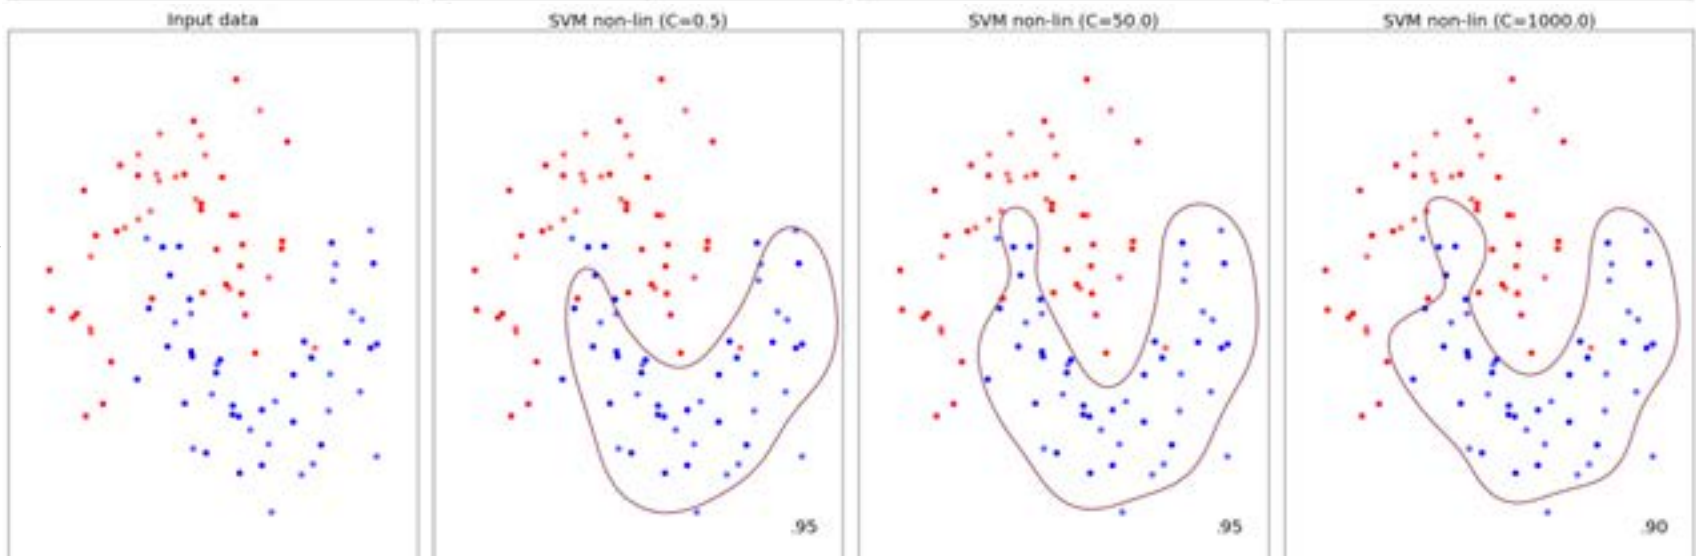 Input data
SVM non-lin (C=0.5)
SVM non-lin (C=50.0)
SVM non-lin (C=1000.0)
.95
.95
.90